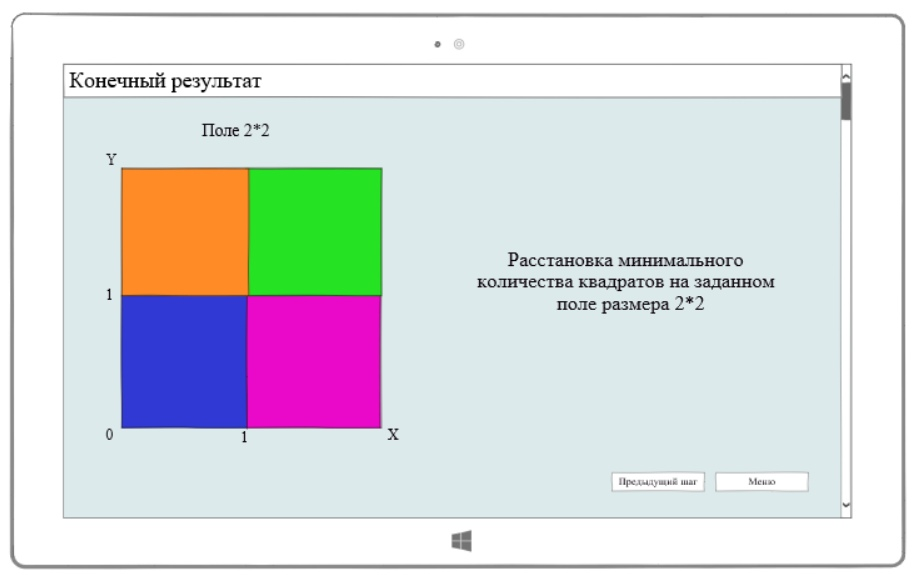 Конечный результат
Поле 2*2
Y
1
0
1
X
Расстановка минимального
количества квадратов на заданном
поле размера 2*2
Предыдущий шаг
Меню